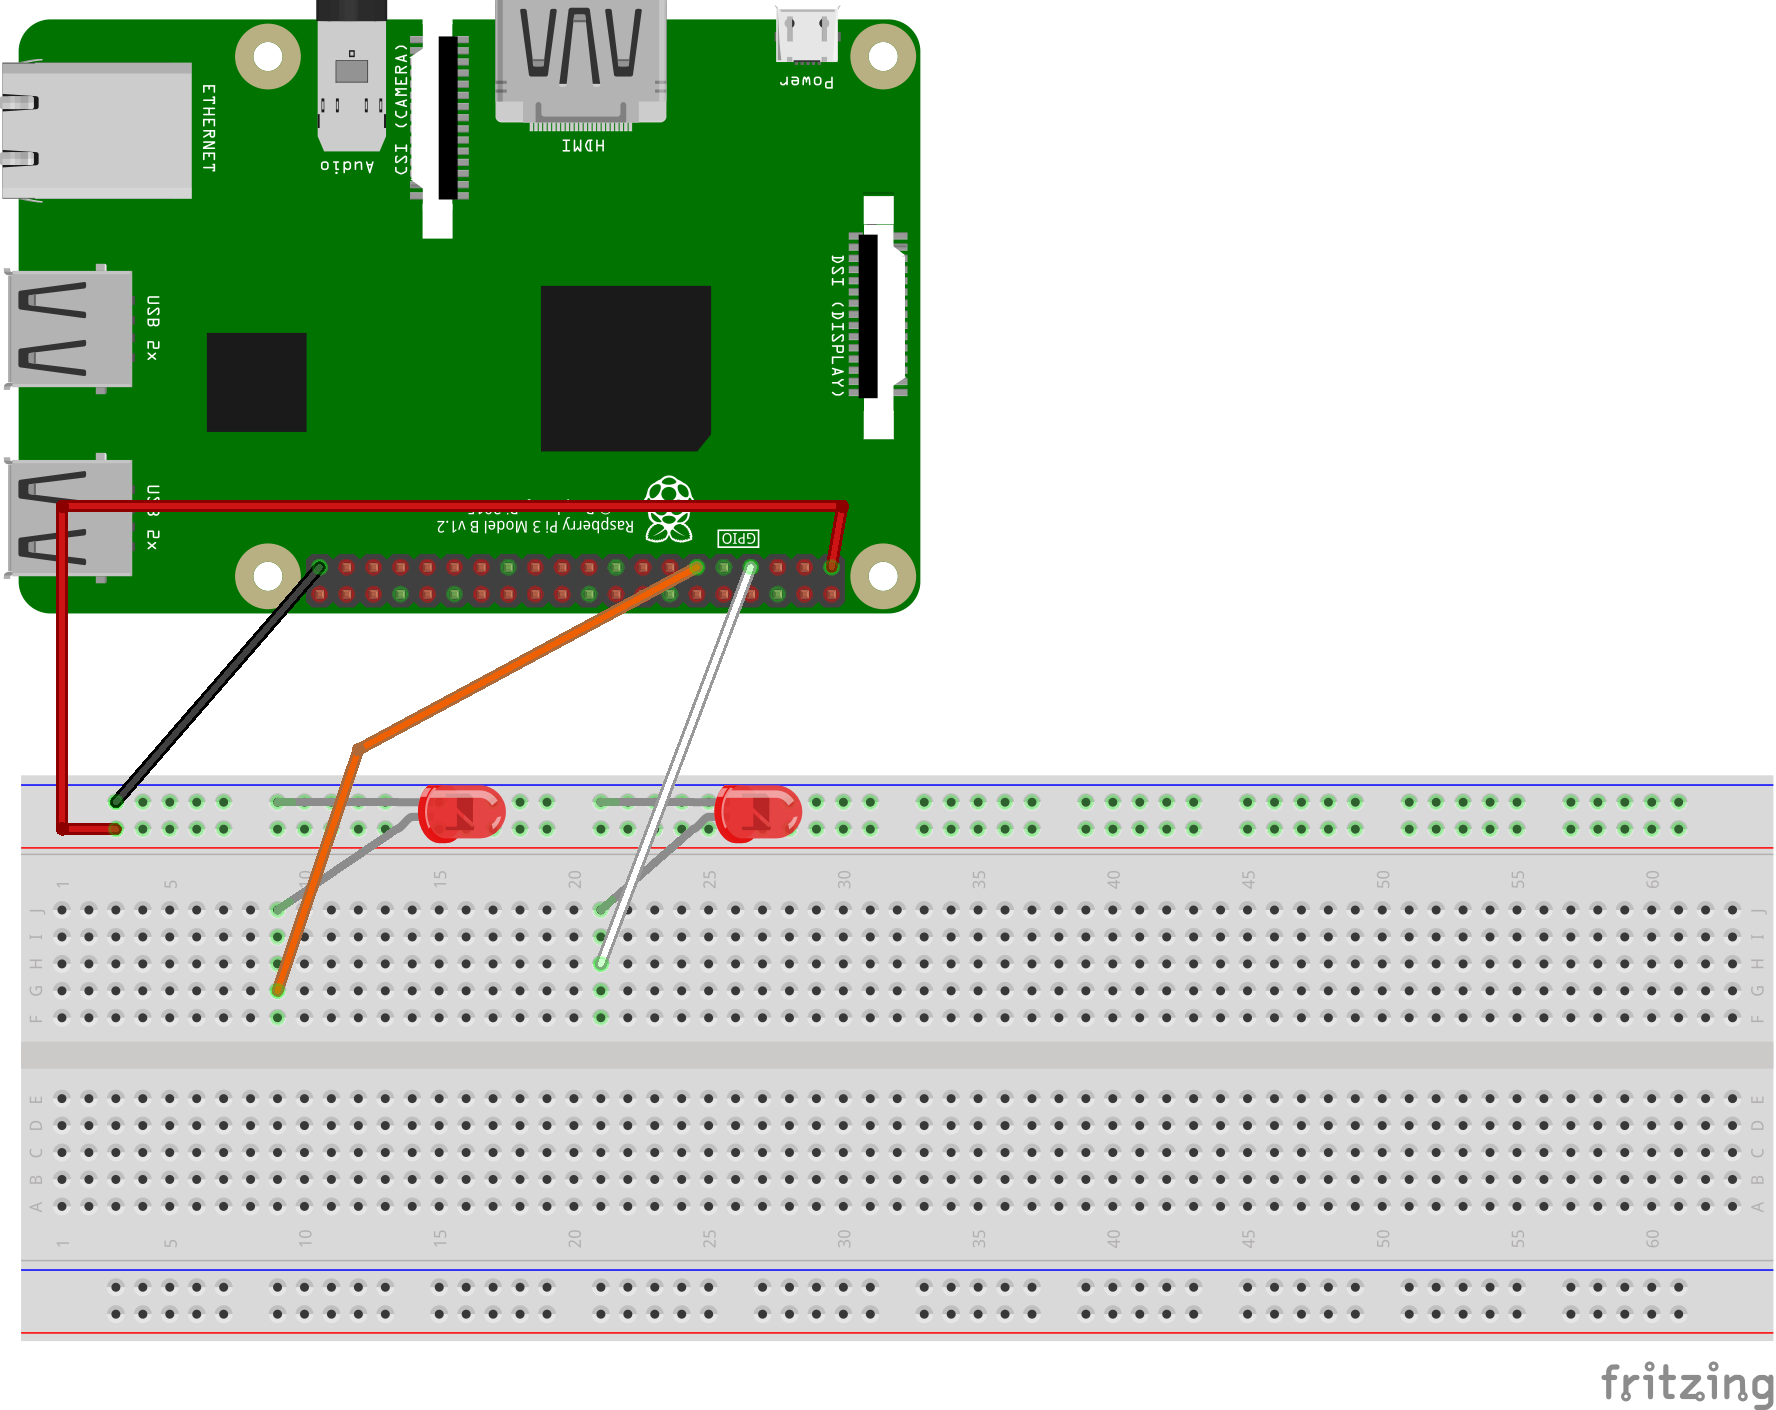 ETHERNET
Audio
CSI (CAMERA)
HDMI
Power
DSI (DISPLAY)
USB 2x
USB 2x
Raspberry Pi 3 Model B v1.2
GPIO
1 5 10 15 20 25 30 35 40 45 50 55 60
J J
I I
H H
G G
F F
E E
D D
C C
B B
A A
1 5 10 15 20 25 30 35 40 45 50 55 60
fritzing